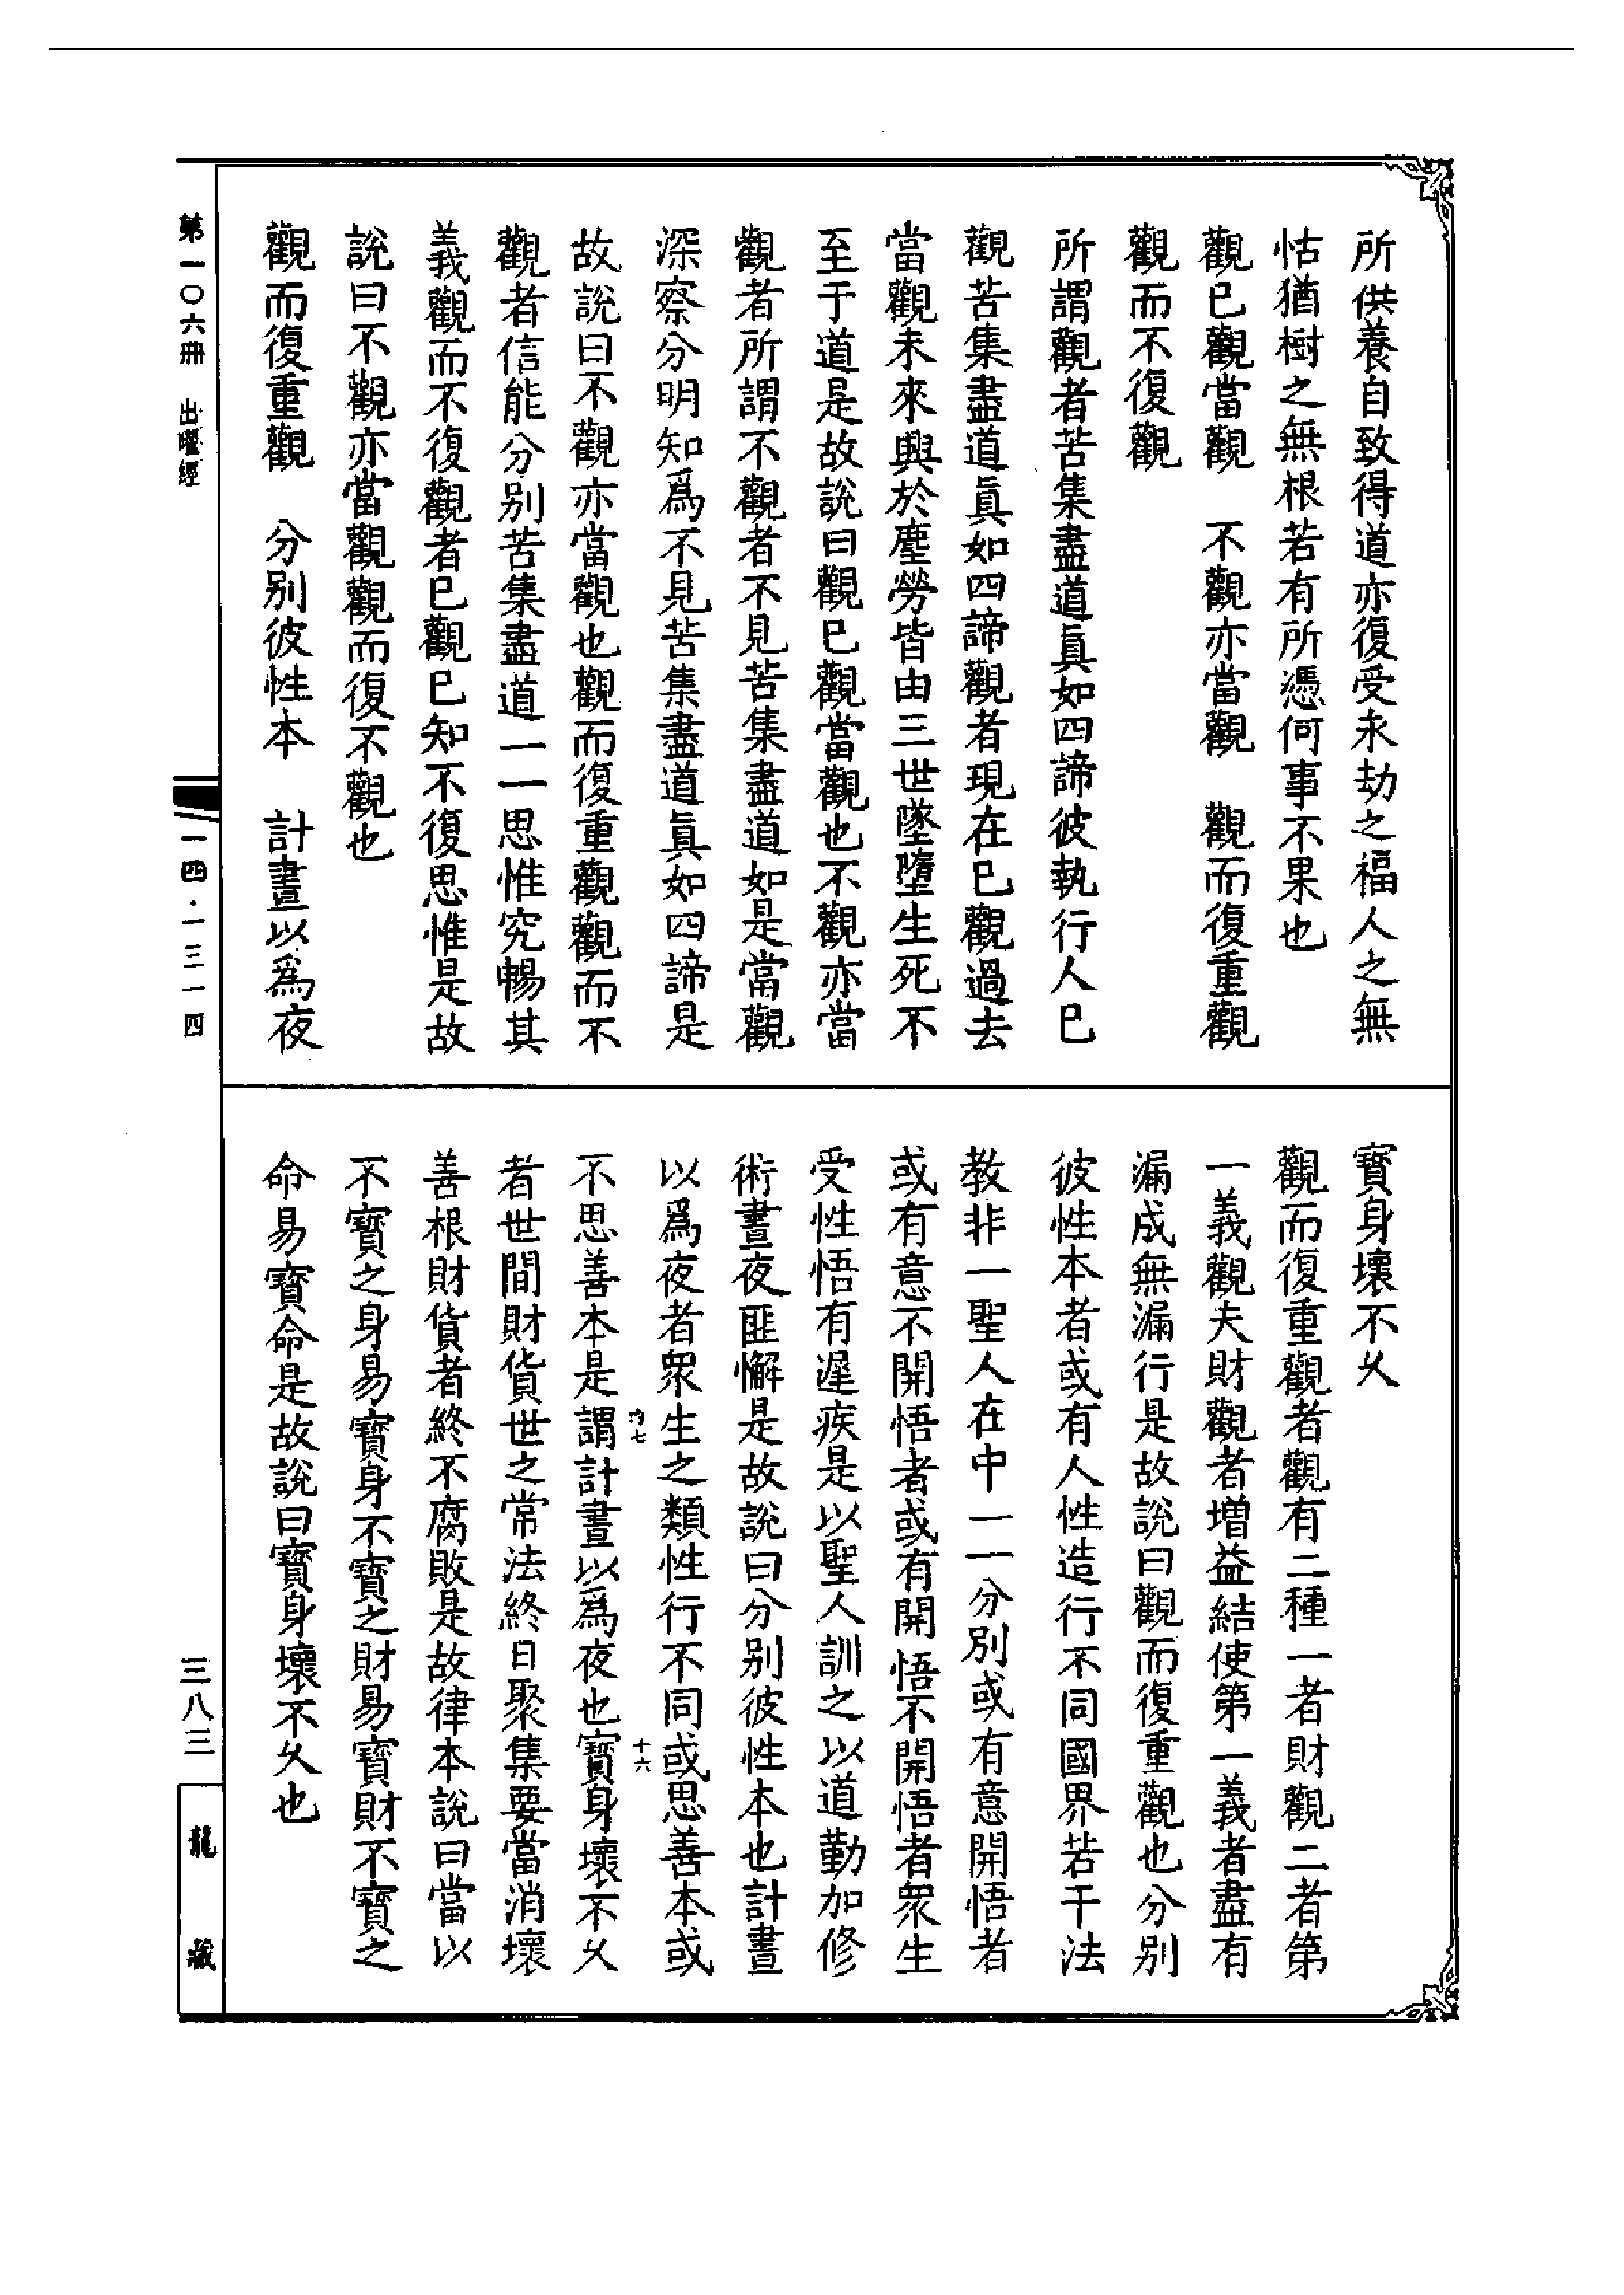 所供養自致得道亦復受未劫之福人之無
怙猶樹之無根若有所憑何事不果也
觀已觀當觀　不觀亦當觀　觀而復重觀
觀而不復觀
所謂觀者苦集盡道眞如四諦彼執行人已
觀苦集盡道眞如四諦觀者現在已觀過去
當觀未來興於塵勞皆由三世墜墮生死不
至于道是故說曰觀已觀當觀也不觀亦當
觀者所謂不觀者不見苦集盡道如是當觀
深察分明知爲不見苦集盡道眞如四諦是
故說曰不觀亦當觀也觀而復重觀觀而不
觀者信能分別苦集盡道一一思惟究暢其
義觀而不復觀者已觀已知不復思惟是故
說曰不觀亦當觀觀而復不觀也
觀而復重觀　分別彼性本　計晝以爲夜
寶身壞不久
觀而復重觀者觀有二種一者財觀二者第
一義觀夫財觀者増益結使第一義者盡有
漏成無漏行是故說曰觀而復重觀也分別
彼性本者或有人性造行不同國界若干法
教非一聖人在中一一分別或有意開悟者
或有意不開悟者或有開悟不開悟者衆生
受性悟有遲疾是以聖人訓之以道勤加修
術晝夜匪懈是故說曰分別彼性本也計晝
以爲夜者衆生之類性行不同或思善本或
不思善本是謂計晝以爲夜也寶身壞不久
者世間財貨世之常法終日聚集要當消壞
善根財貨者終不腐敗是故律本說曰當以
不寶之身易寶身不寶之財易寶財不寶之
命易寶命是故說曰寶身壞不久也
七
十六
第一〇六冊　出曜經
一四·一三一四
三八三
龍藏